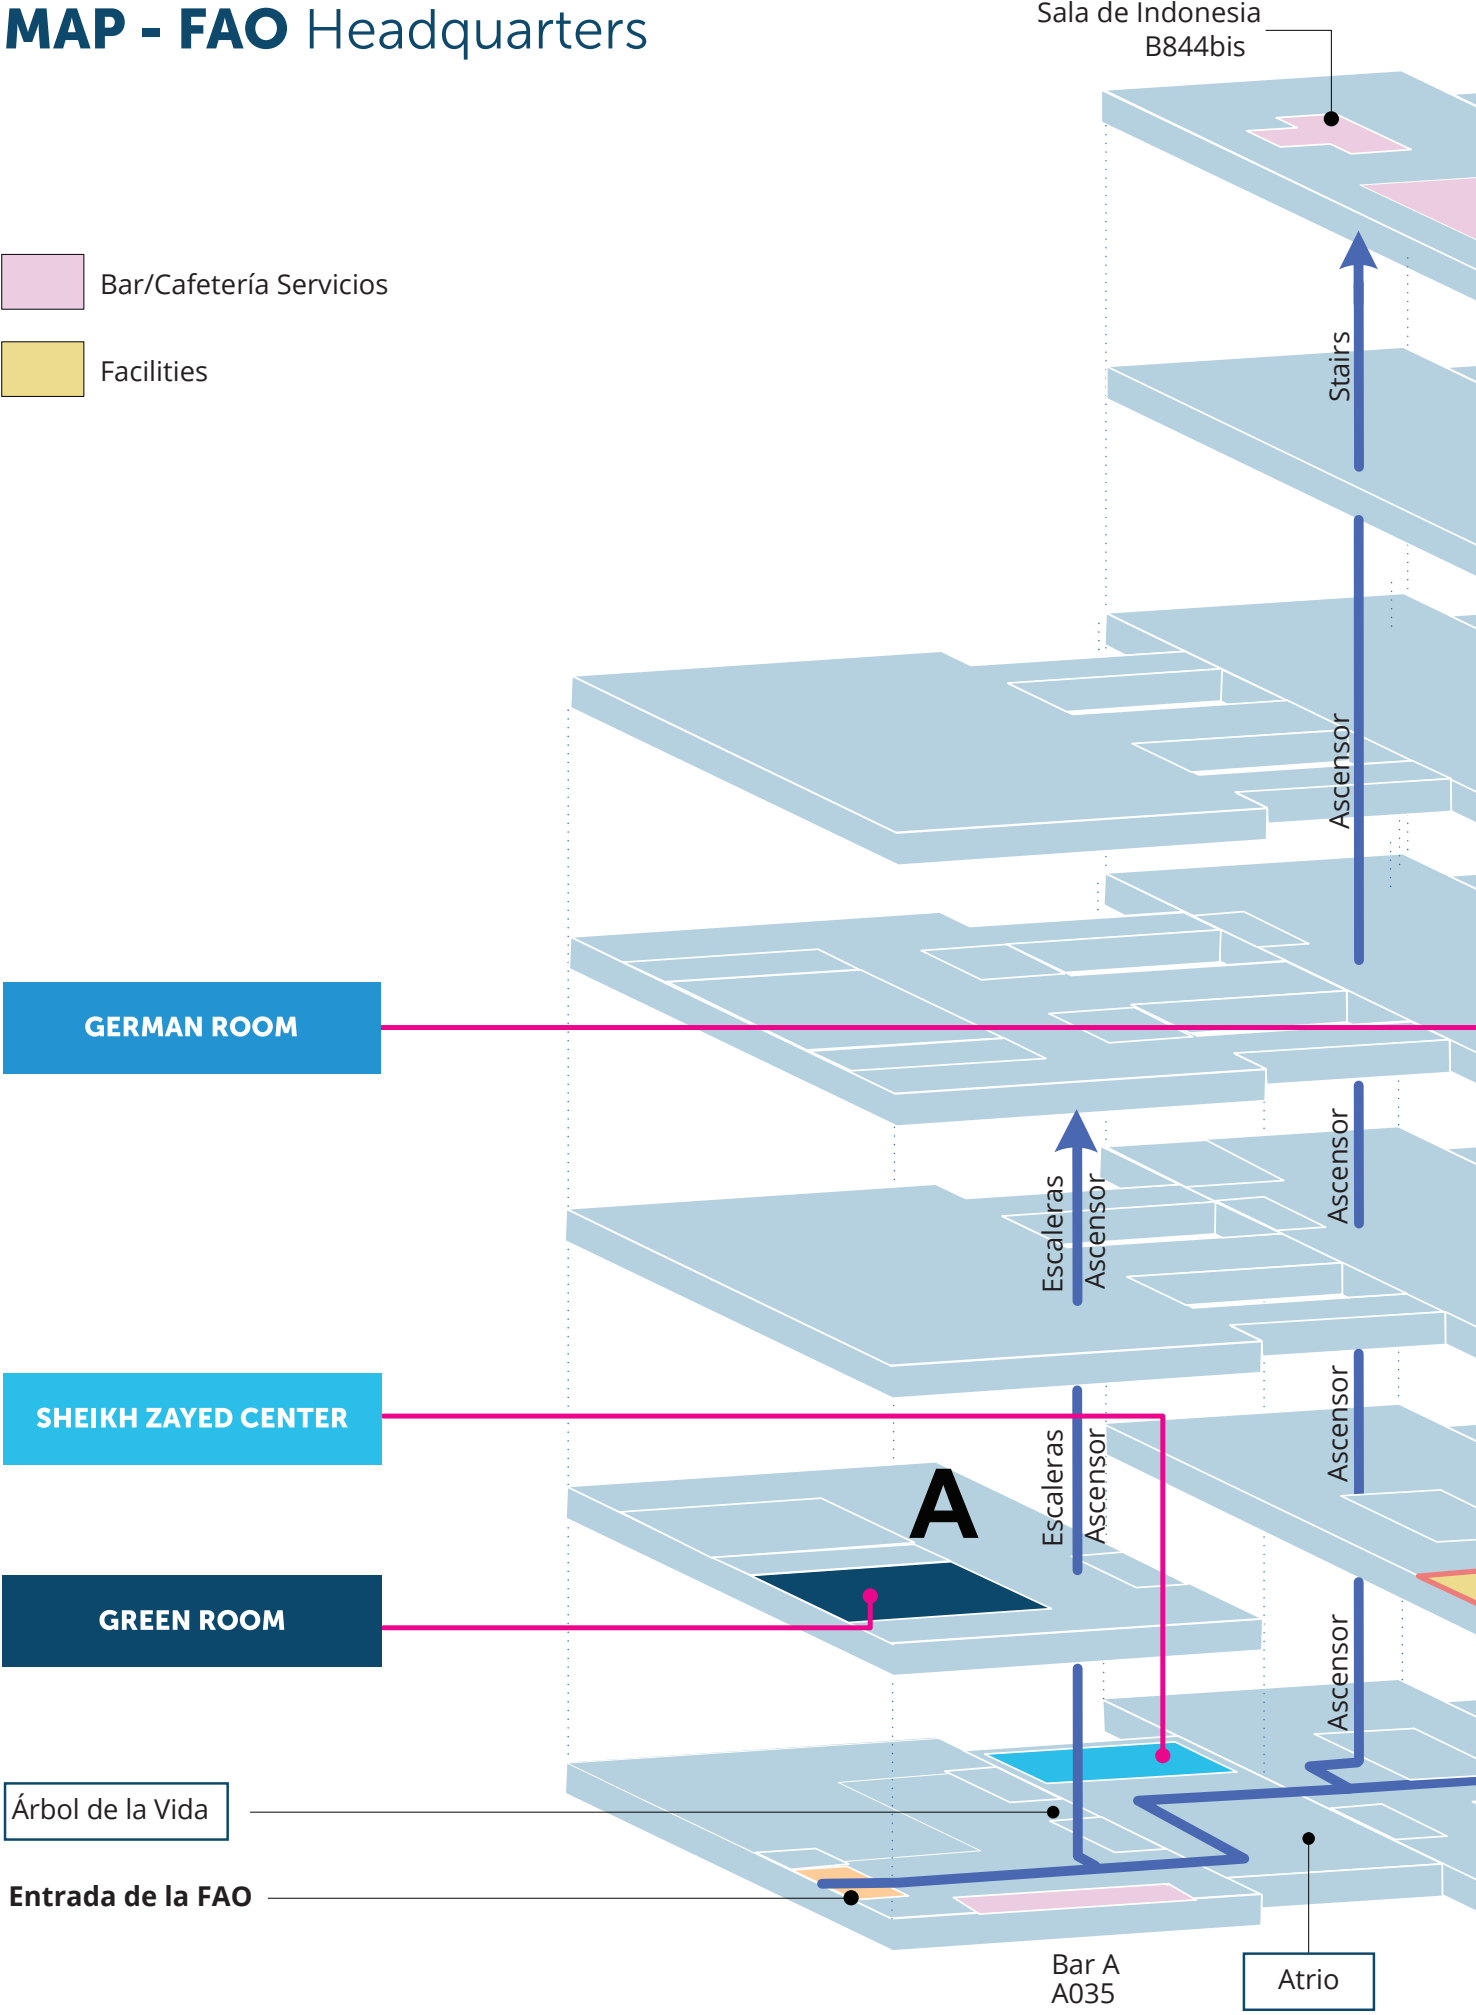 MAP - FAO Headquarters
Sala de Indonesia
B844bis
Bar/Cafetería Servicios
Facilities
Stairs
Ascensor
GERMAN ROOM
Ascensor
Escaleras
Ascensor
SHEIKH ZAYED CENTER
Ascensor
Escaleras
Ascensor
A
GREEN ROOM
Ascensor
Árbol de la Vida
Entrada de la FAO
Bar A
A035
Atrio